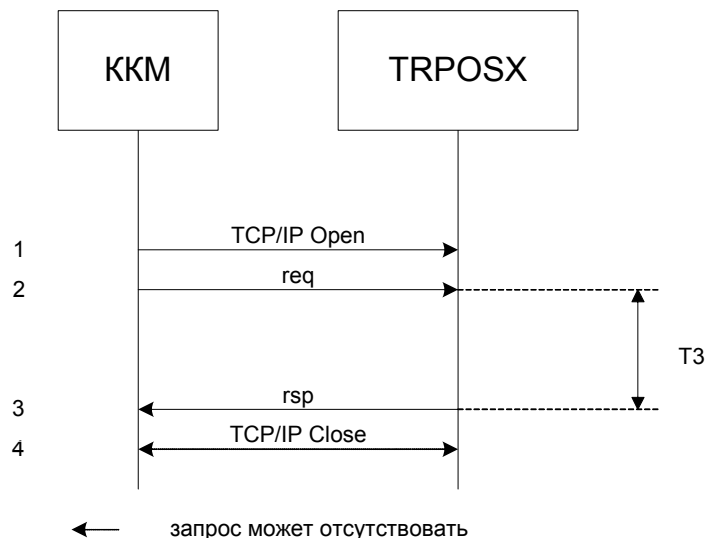 ККМ
TRPOSX
1 TCP/IP Open
2 req
T3
3 rsp
4 TCP/IP Close
запрос может отсутствовать